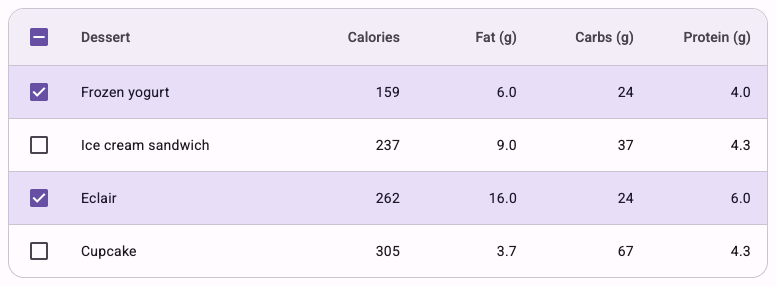 Dessert Calories Fat (g) Carbs (g) Protein (g)
Frozen yogurt 159 6.0 24 4.0
Ice cream sandwich 237 9.0 37 4.3
Eclair 262 16.0 24 6.0
Cupcake 305 3.7 67 4.3